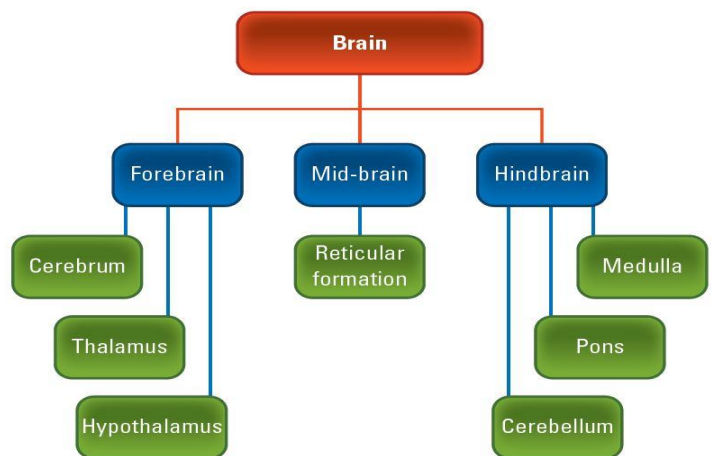 Brain
Forebrain
Mid-brain
Hindbrain
Cerebrum
Reticular
formation
Medulla
Thalamus
Pons
Hypothalamus
Cerebellum